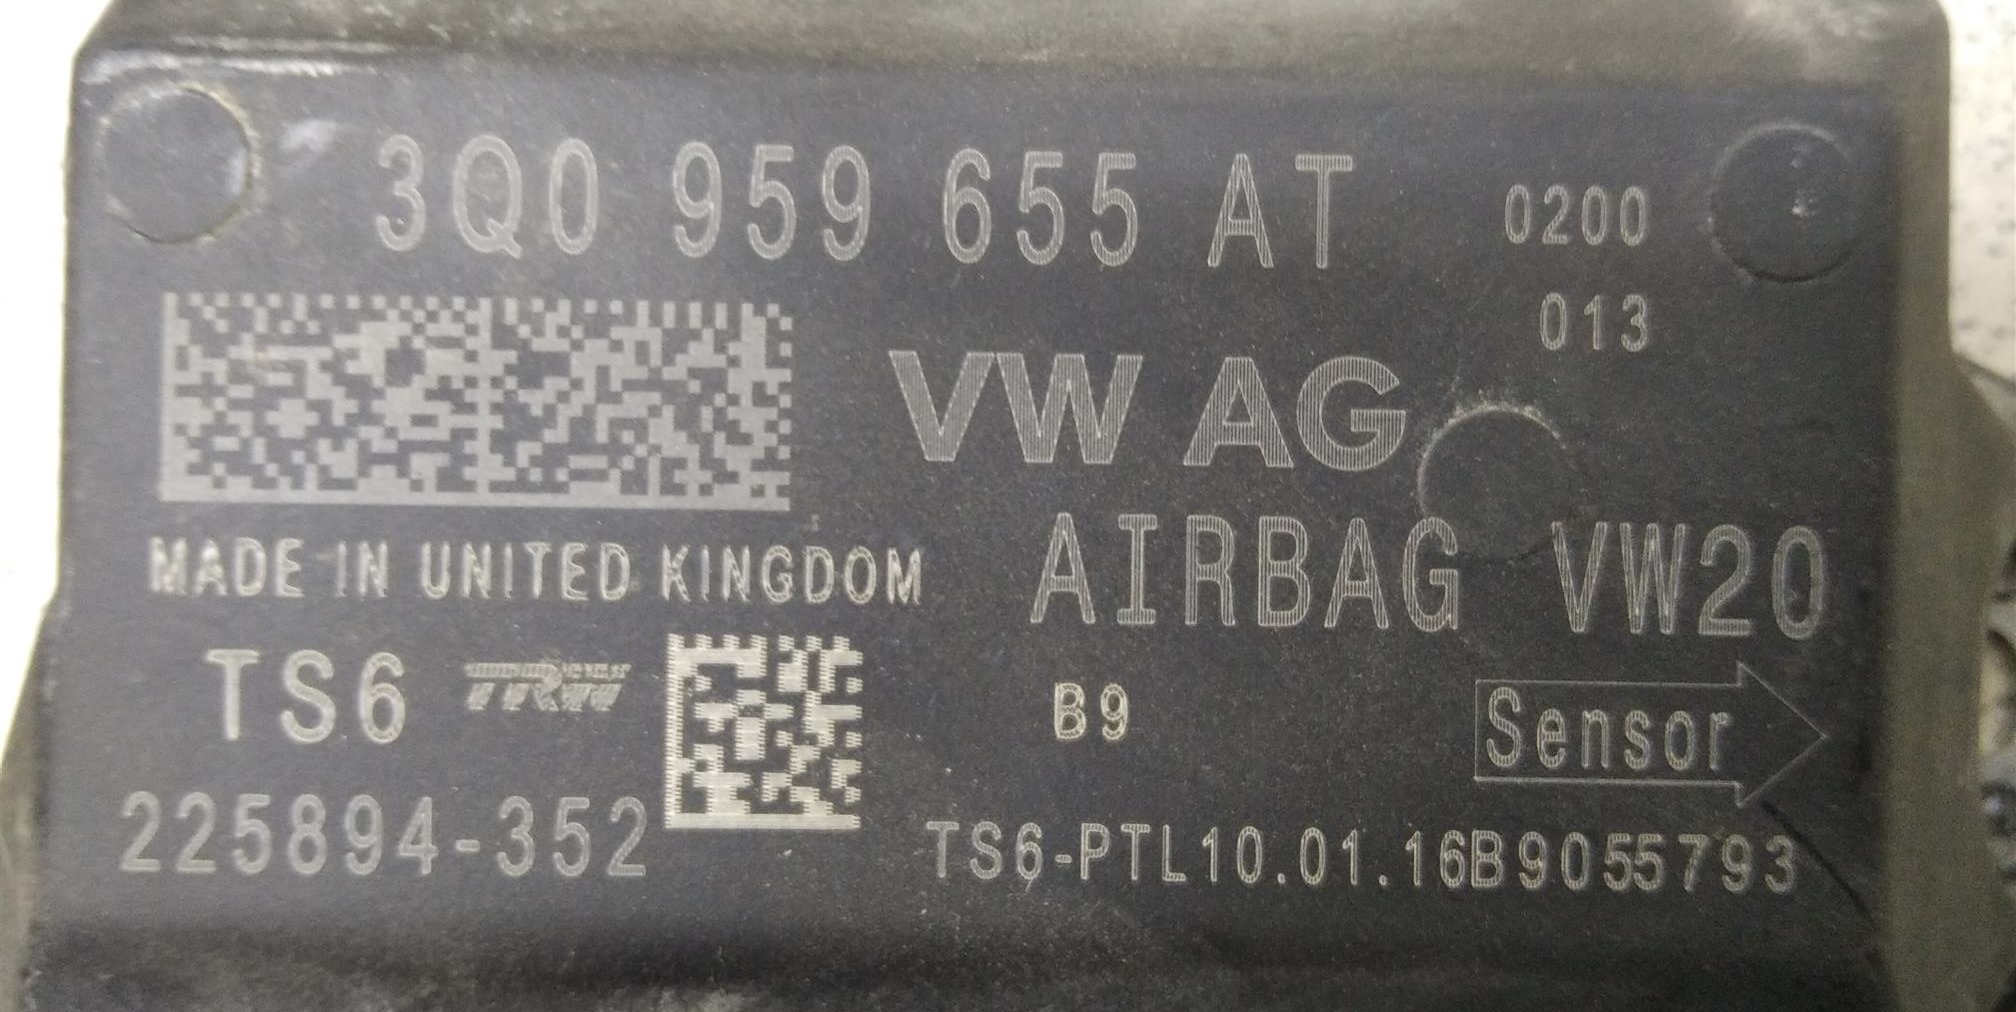 3Q0 959 655 AT 0200
013
VW AG
AIRBAG VW20
MADE IN UNITED KINGDOM
TS6 TRW
B9
Sensor
225894-352
TS6-PTL10.01.16B9055793